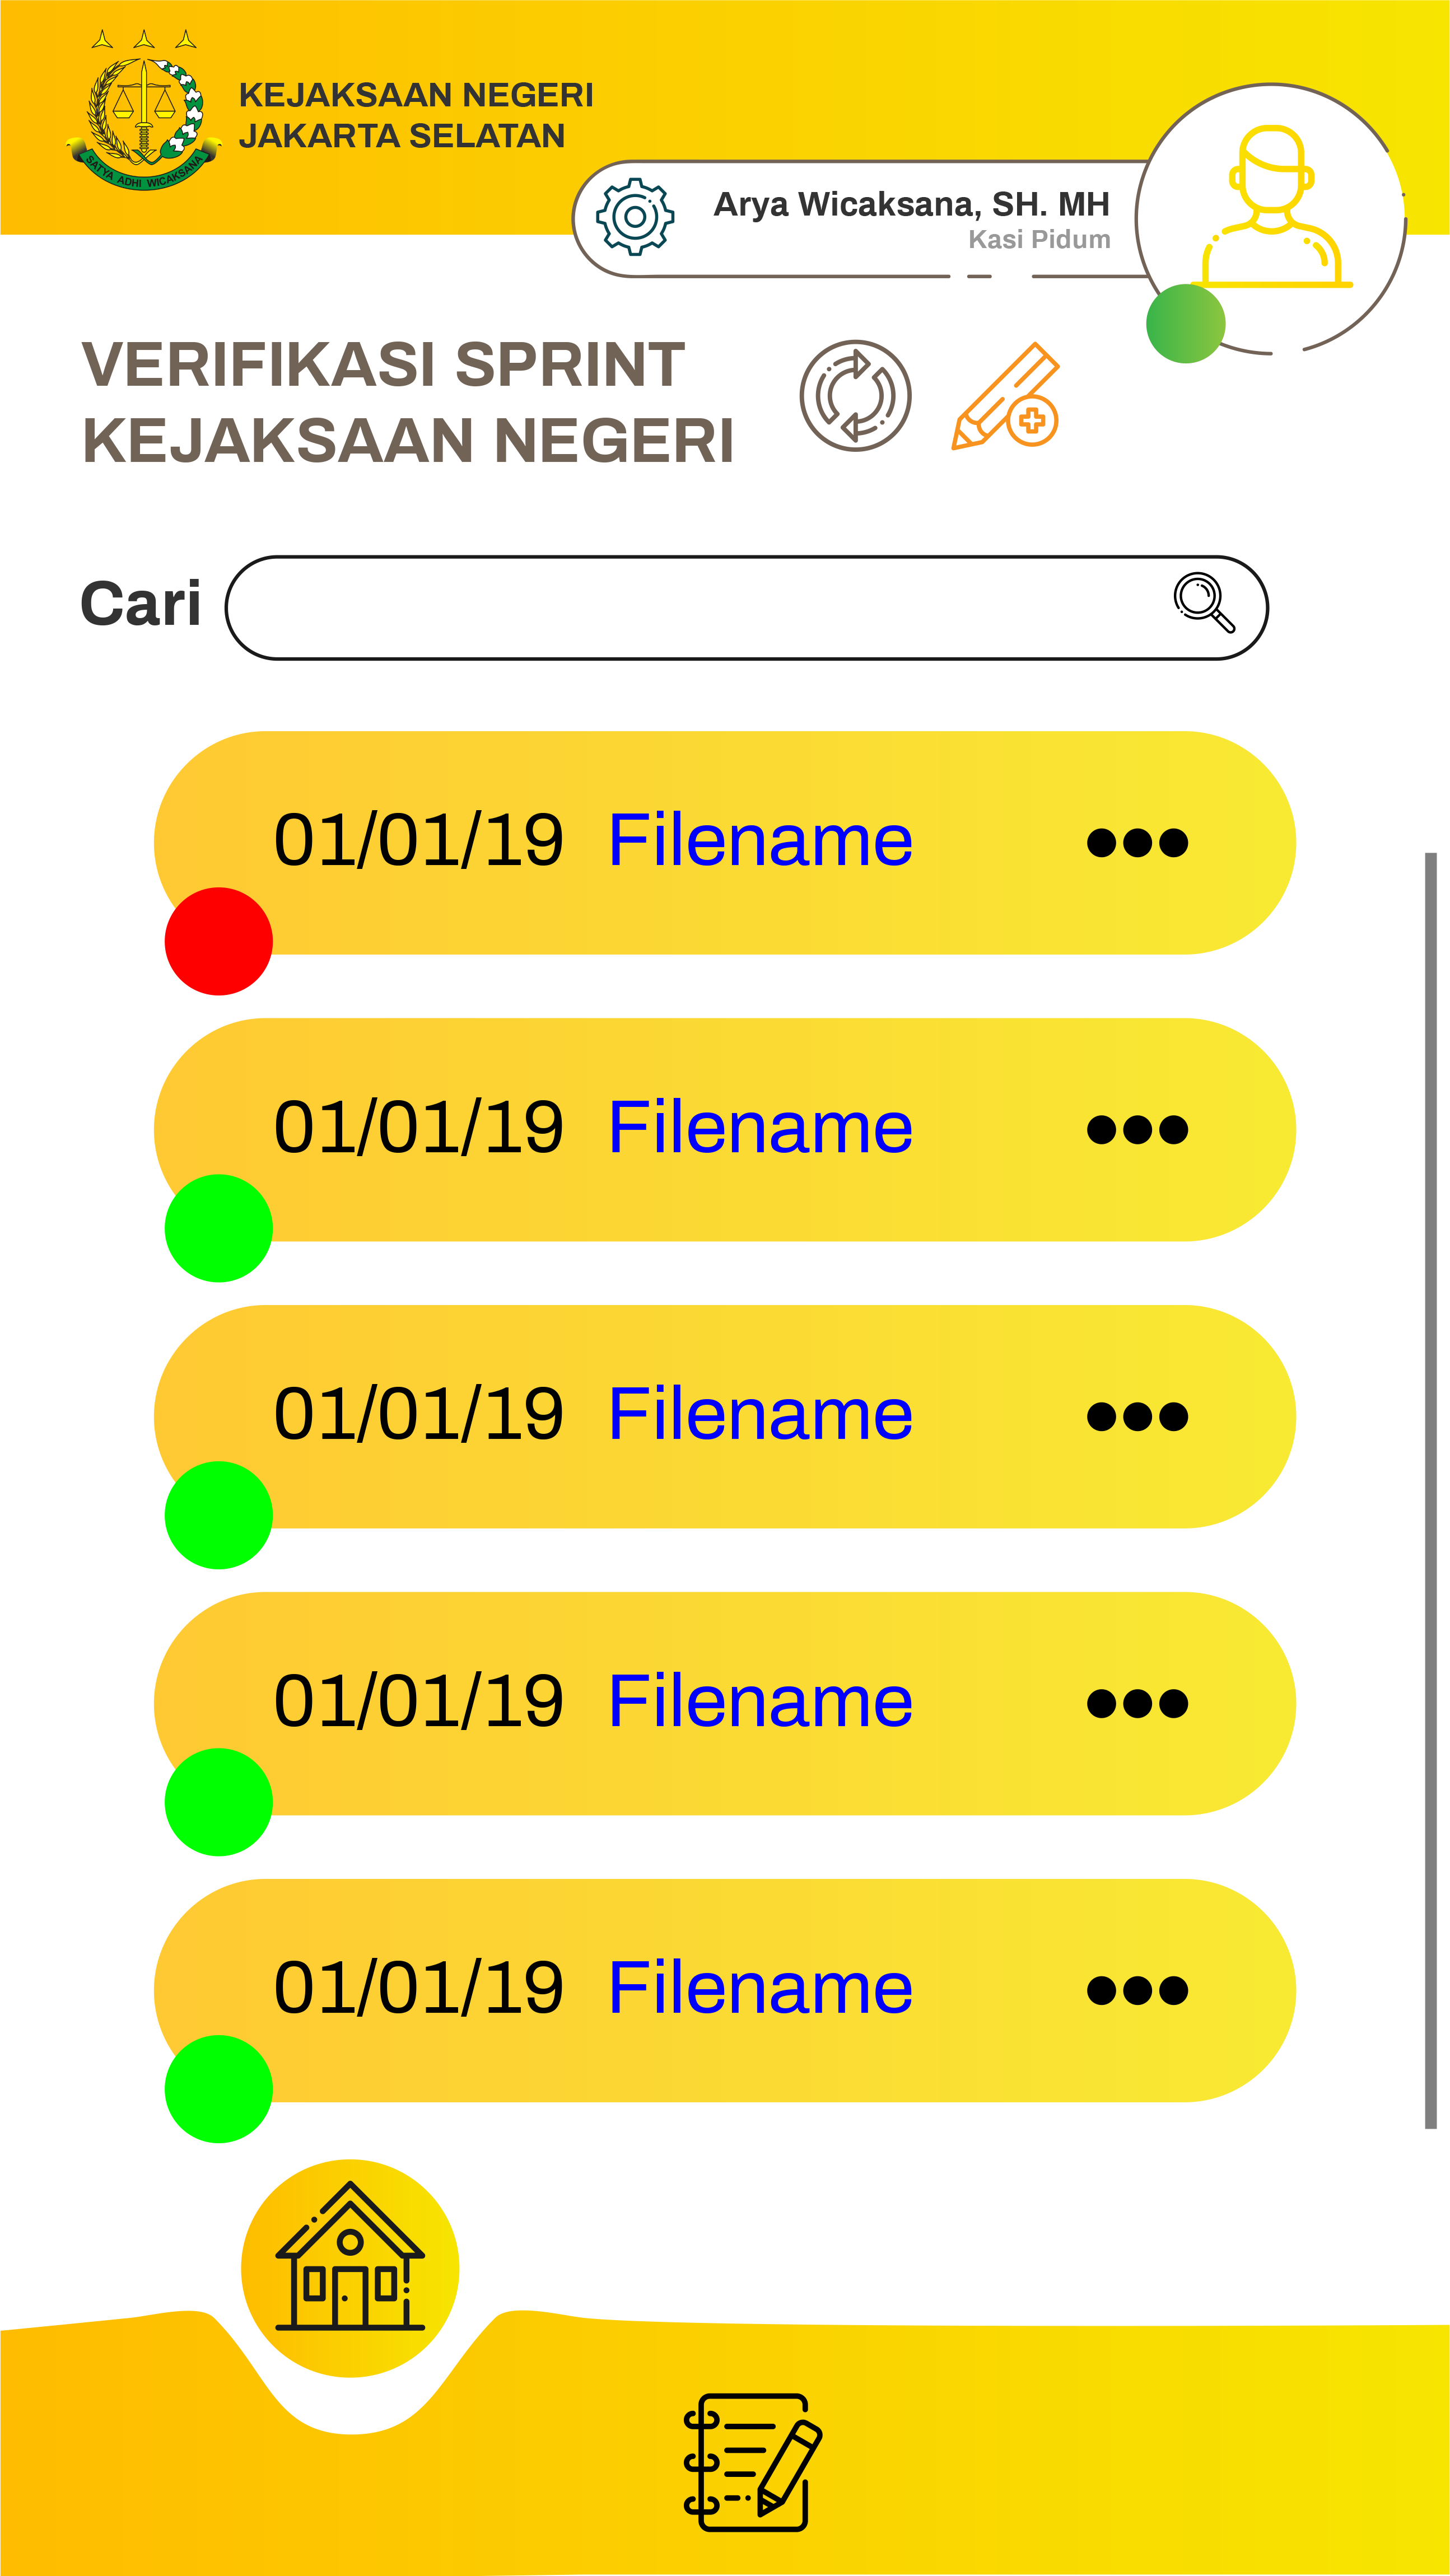 KEJAKSAAN NEGERI
JAKARTA SELATAN
SATYA ADHI WICAKSANA
Arya Wicaksana, SH. MH
Kasi Pidum
VERIFIKASI SPRINT
KEJAKSAAN NEGERI
Cari
01/01/19 Filename
01/01/19 Filename
01/01/19 Filename
01/01/19 Filename
01/01/19 Filename